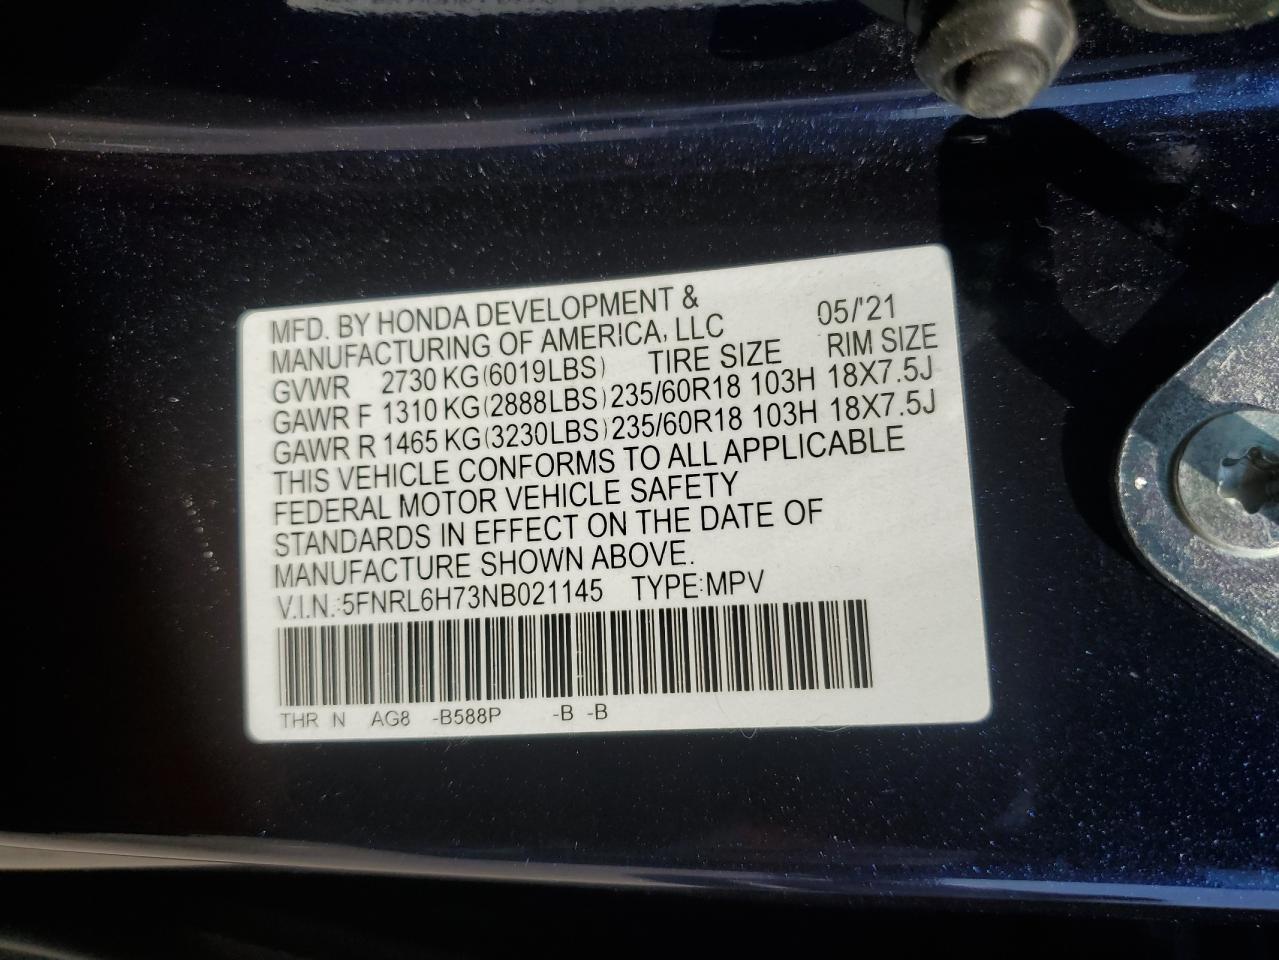 MFD. BY HONDA DEVELOPMENT &
MANUFACTURING OF AMERICA, LLC 05/'21
GVWR 2730 KG(6019LBS) TIRE SIZE RIM SIZE
GAWR F 1310 KG(2888LBS) 235/60R18 103H 18X7.5J
GAWR R 1465 KG(3230LBS) 235/60R18 103H 18X7.5J
THIS VEHICLE CONFORMS TO ALL APPLICABLE
FEDERAL MOTOR VEHICLE SAFETY
STANDARDS IN EFFECT ON THE DATE OF
MANUFACTURE SHOWN ABOVE.
V.I.N.:5FNRL6H73NB021145 TYPE:MPV
THR N AG8 -B588P -B -B